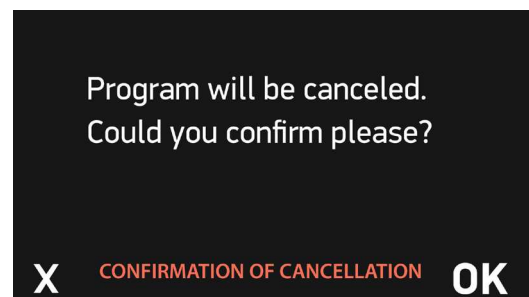 Program will be canceled.
Could you confirm please?
X CONFIRMATION OF CANCELLATION OK